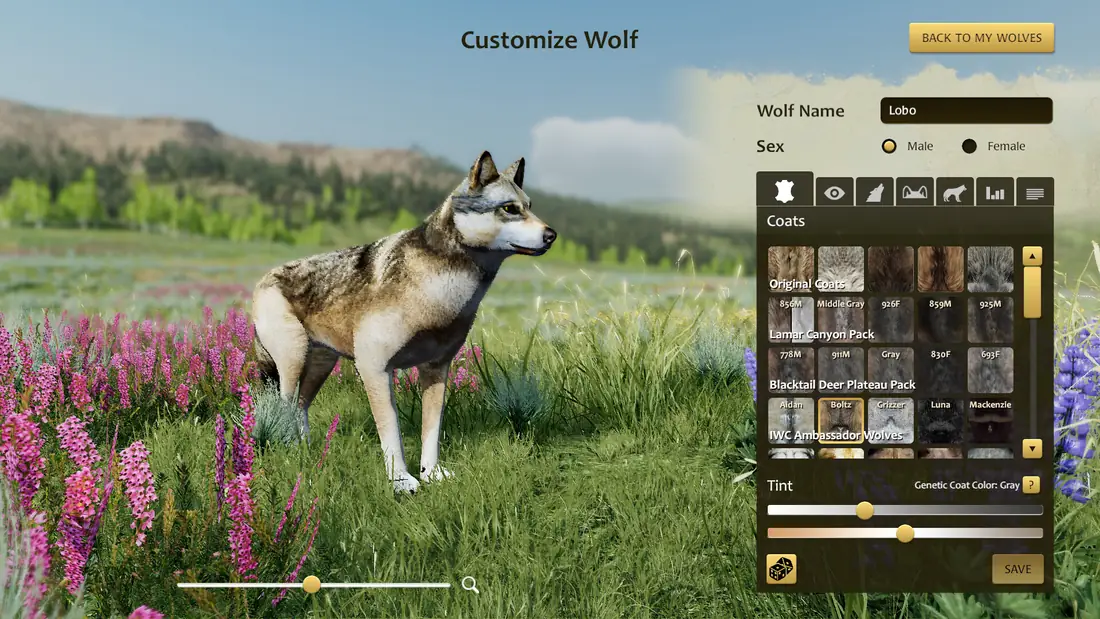 Customize Wolf
BACK TO MY WOLVES
Wolf Name
Lobo
Sex
Male
Female
Coats
Original Coats
856M
Middle Gray
926F
859M
925M
Lamar Canyon Pack
778M
911M
Gray
830F
693F
Blacktail Deer Plateau Pack
Aidan
Boltz
Grizzer
Luna
Mackenzie
IWC Ambassador Wolves
Tint
Genetic Coat Color: Gray
?
SAVE